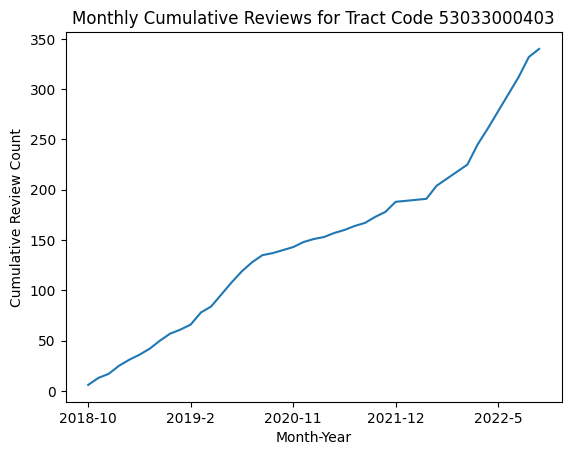 Monthly Cumulative Reviews for Tract Code 53033000403
350
300
250
200
150
100
50
0
Cumulative Review Count
2018-10 2019-2 2020-11 2021-12 2022-5
Month-Year